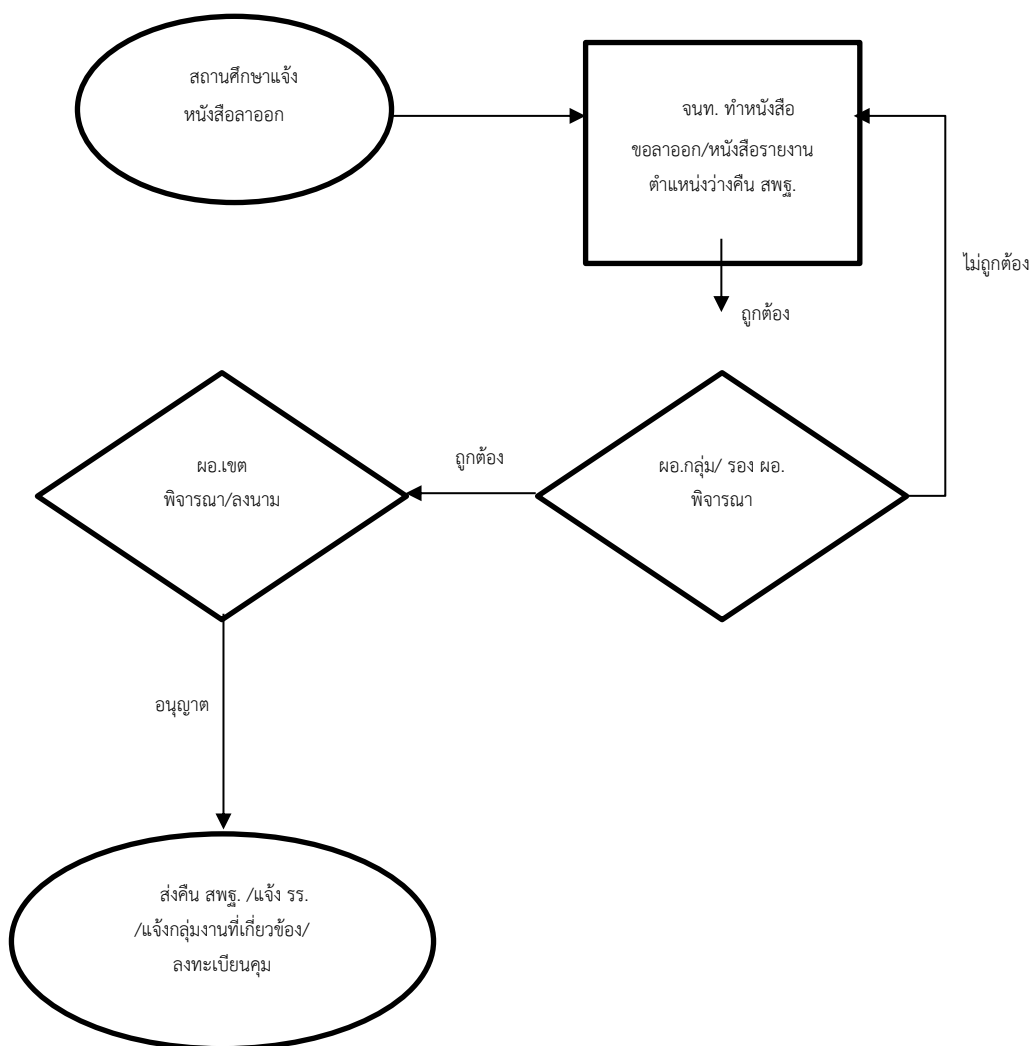 สถานศึกษาแจ้ง
หนังสือลาออก
จนท. ทำหนังสือ
ขอลาออก/หนังสือรายงาน
ตำแหน่งว่างคืน สพฐ.
ไม่ถูกต้อง
ถูกต้อง
ผอ.กลุ่ม/ รอง ผอ.
พิจารณา
ถูกต้อง
ผอ.เขต
พิจารณา/ลงนาม
อนุญาต
ส่งคืน สพฐ. /แจ้ง รร.
/แจ้งกลุ่มงานที่เกี่ยวข้อง/
ลงทะเบียนคุม